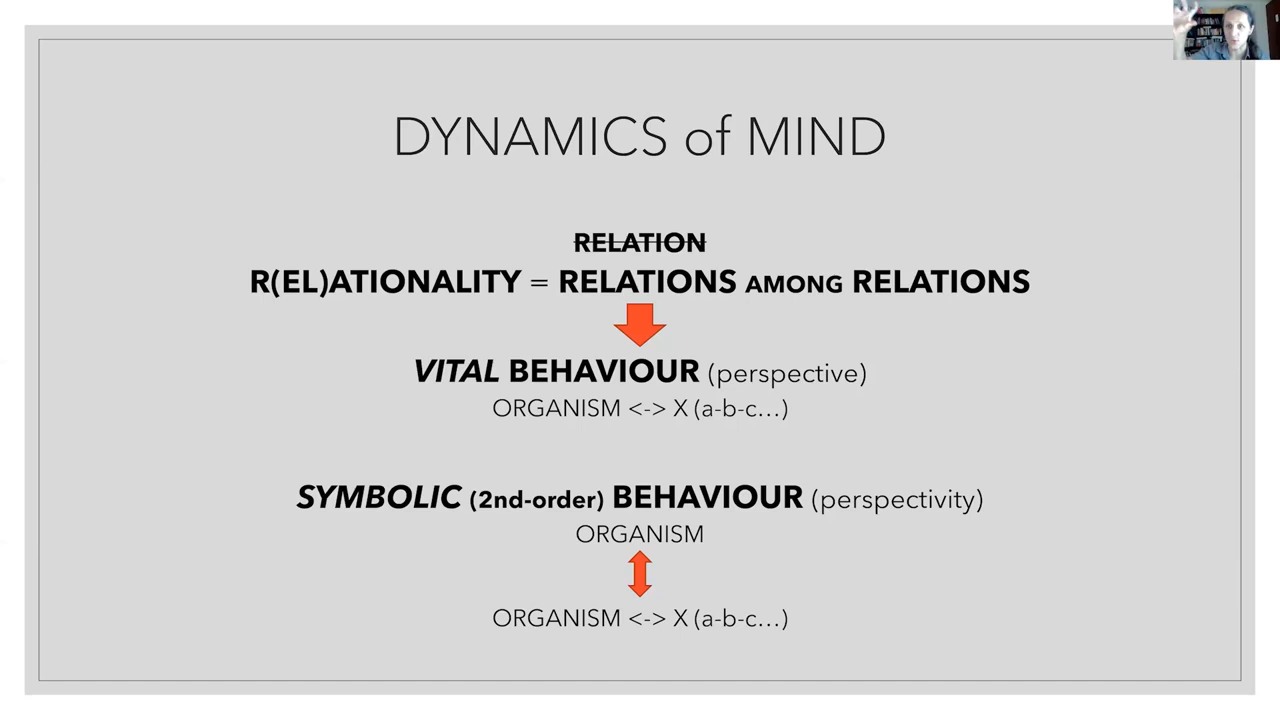 DYNAMICS of MIND
RELATION
R(EL)ATIONALITY = RELATIONS AMONG RELATIONS
VITAL BEHAVIOUR (perspective)
ORGANISM <-> X (a-b-c…)
SYMBOLIC (2nd-order) BEHAVIOUR (perspectivity)
ORGANISM
ORGANISM <-> X (a-b-c…)